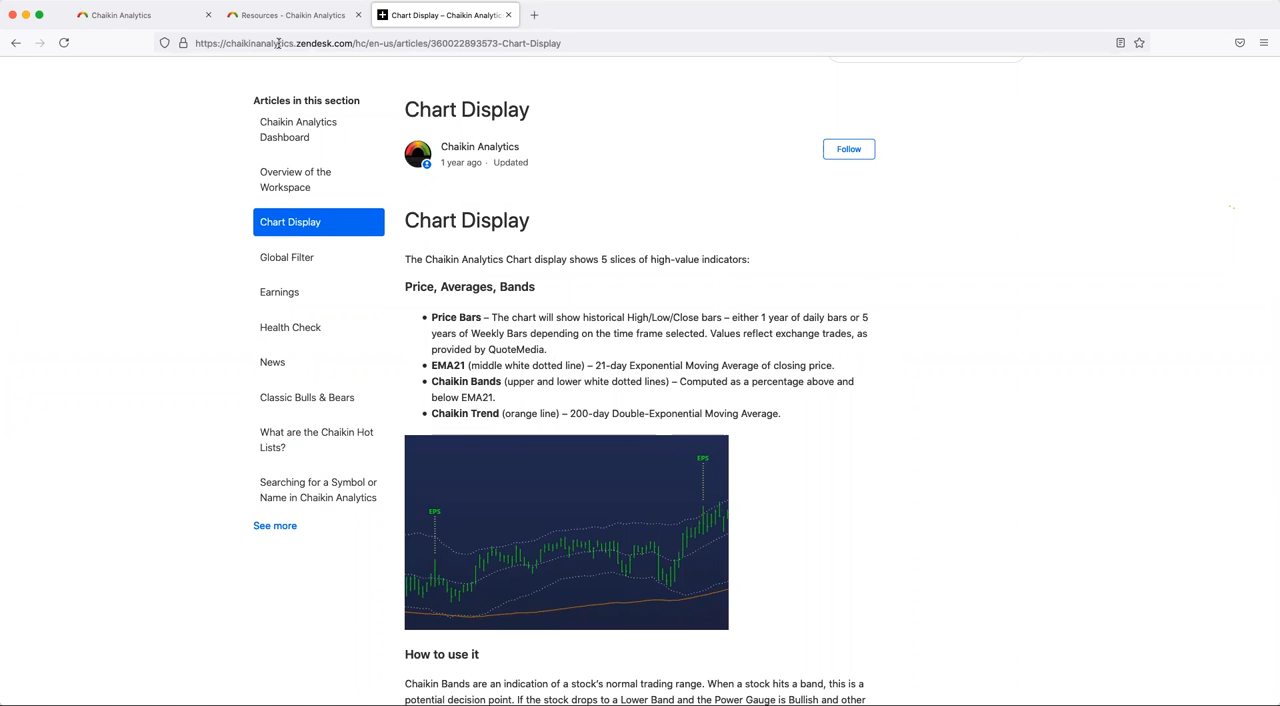 Chaikin Analytics
Resources - Chaikin Analytics
Chart Display – Chaikin Analytic
https://chaikinanalytics.zendesk.com/hc/en-us/articles/360022893573-Chart-Display
Articles in this section
Chaikin Analytics
Dashboard
Overview of the
Workspace
Chart Display
Global Filter
Earnings
Health Check
News
Classic Bulls & Bears
What are the Chaikin Hot
Lists?
Searching for a Symbol or
Name in Chaikin Analytics
See more
Chart Display
Chaikin Analytics
1 year ago · Updated
Follow
Chart Display
The Chaikin Analytics Chart display shows 5 slices of high-value indicators:
Price, Averages, Bands
• Price Bars – The chart will show historical High/Low/Close bars – either 1 year of daily bars or 5
years of Weekly Bars depending on the time frame selected. Values reflect exchange trades, as
provided by QuoteMedia.
• EMA21 (middle white dotted line) – 21-day Exponential Moving Average of closing price.
• Chaikin Bands (upper and lower white dotted lines) – Computed as a percentage above and
below EMA21.
• Chaikin Trend (orange line) – 200-day Double-Exponential Moving Average.
EPS
EPS
How to use it
Chaikin Bands are an indication of a stock's normal trading range. When a stock hits a band, this is a
potential decision point. If the stock drops to a Lower Band and the Power Gauge is Bullish and other